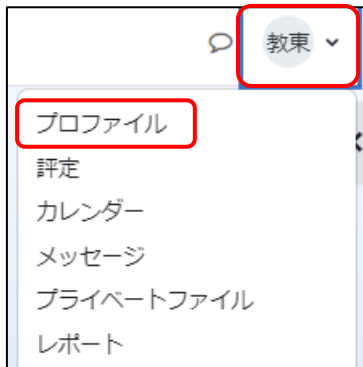 教東
プロファイル
評定
カレンダー
メッセージ
プライベートファイル
レポート